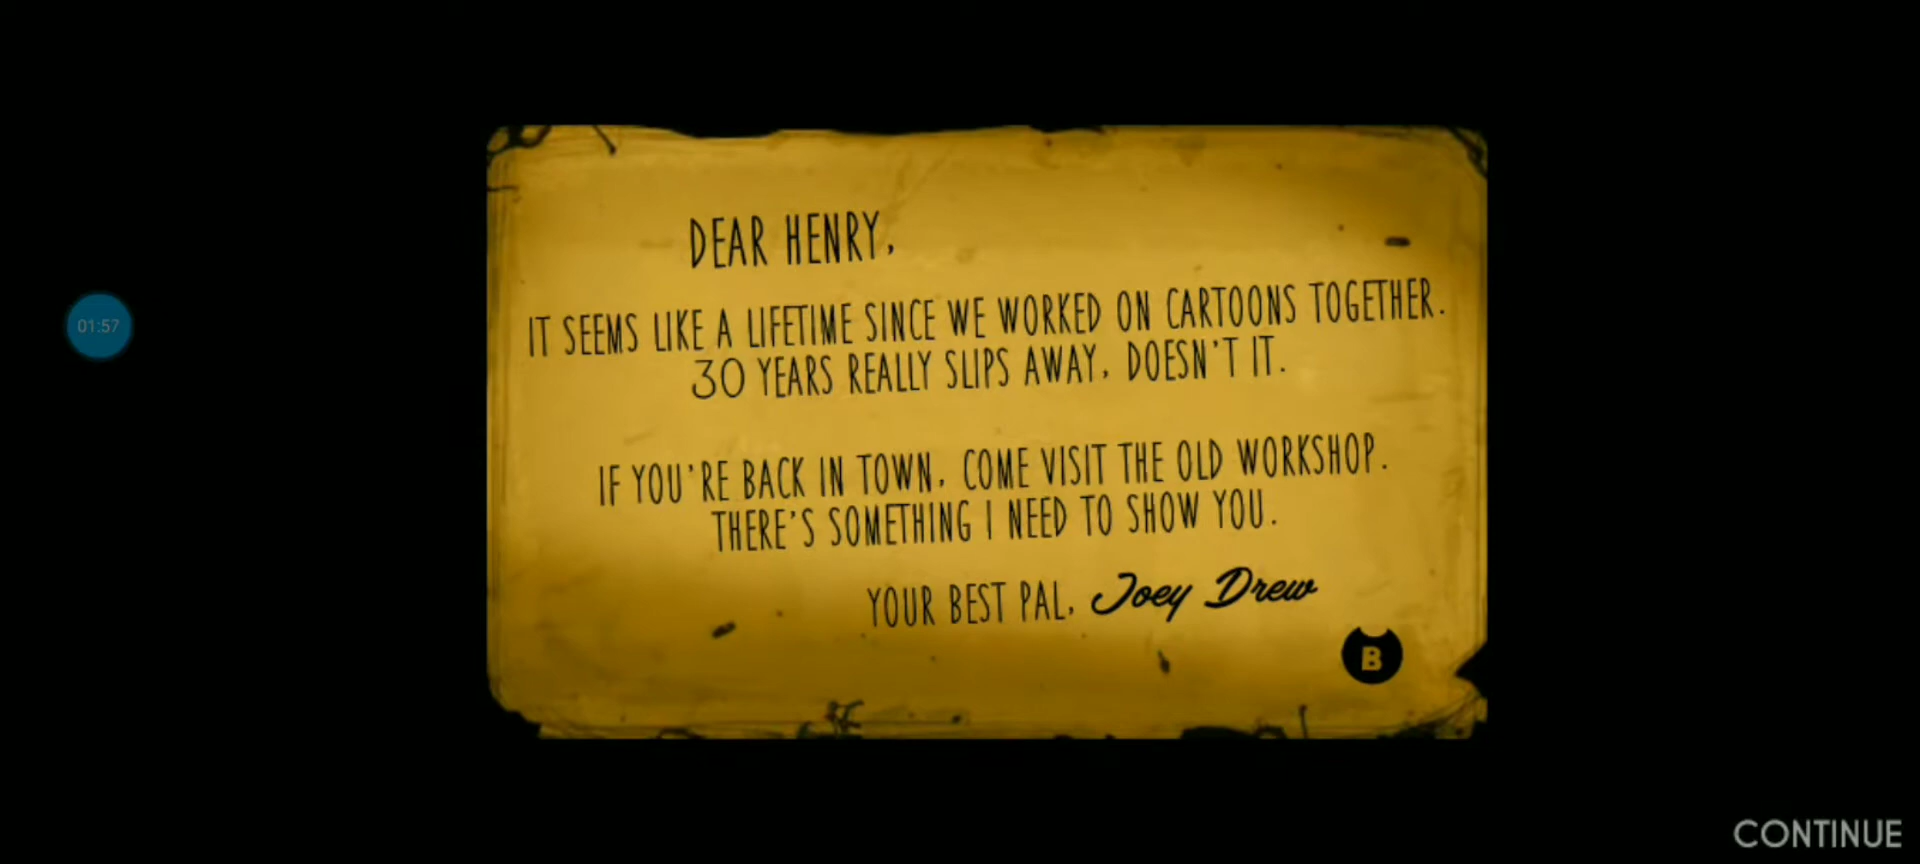 01:57
DEAR HENRY,
IT SEEMS LIKE A LIFETIME SINCE WE WORKED ON CARTOONS TOGETHER.
30 YEARS REALLY SLIPS AWAY, DOESN'T IT.
IF YOU'RE BACK IN TOWN, COME VISIT THE OLD WORKSHOP.
THERE'S SOMETHING I NEED TO SHOW YOU.
YOUR BEST PAL, Joey Drew
B
CONTINUE